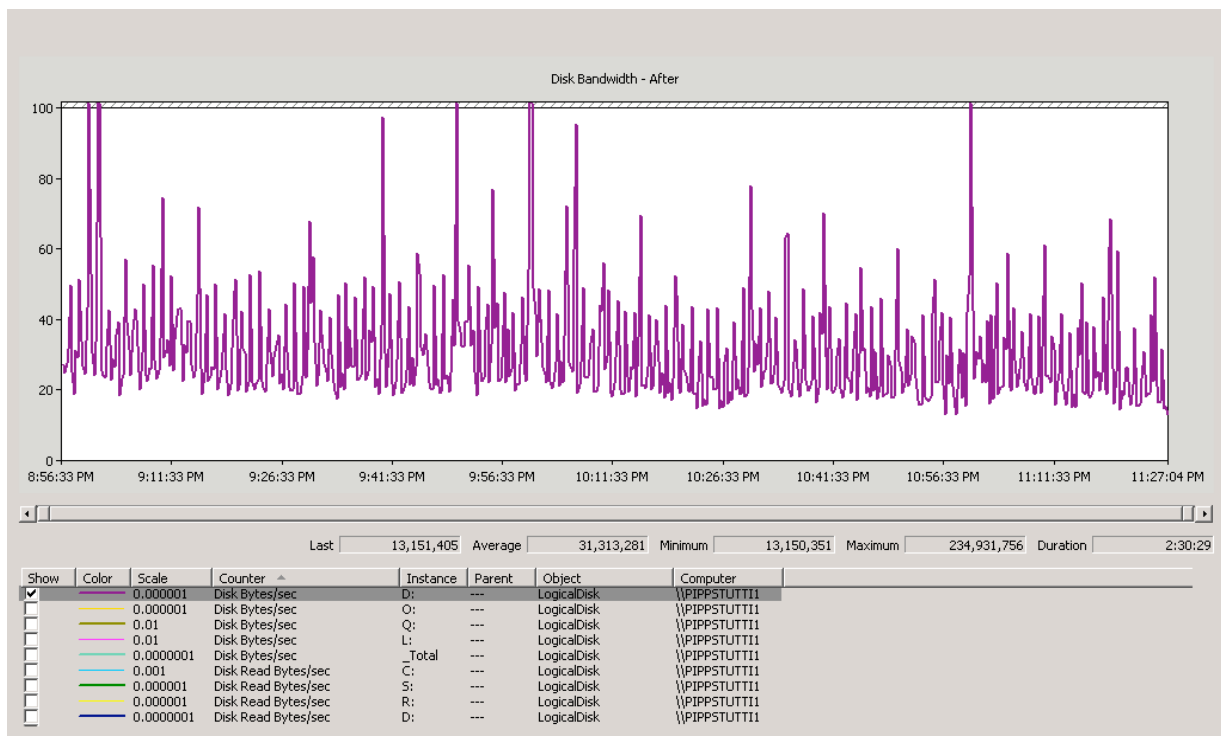 Disk Bandwidth - After
100
80
60
40
20
0
8:56:33 PM 9:11:33 PM 9:26:33 PM 9:41:33 PM 9:56:33 PM 10:11:33 PM 10:26:33 PM 10:41:33 PM 10:56:33 PM 11:11:33 PM 11:27:04 PM
Last 13,151,405 Average 31,313,281 Minimum 13,150,351 Maximum 234,931,756 Duration 2:30:29
Show Color Scale Counter Instance Parent Object Computer
0.000001 Disk Bytes/sec D: --- LogicalDisk \\PIPPSTUTTI1
0.000001 Disk Bytes/sec O: --- LogicalDisk \\PIPPSTUTTI1
0.01 Disk Bytes/sec Q: --- LogicalDisk \\PIPPSTUTTI1
0.01 Disk Bytes/sec L: --- LogicalDisk \\PIPPSTUTTI1
0.0000001 Disk Bytes/sec _Total --- LogicalDisk \\PIPPSTUTTI1
0.001 Disk Read Bytes/sec C: --- LogicalDisk \\PIPPSTUTTI1
0.000001 Disk Read Bytes/sec S: --- LogicalDisk \\PIPPSTUTTI1
0.000001 Disk Read Bytes/sec R: --- LogicalDisk \\PIPPSTUTTI1
0.0000001 Disk Read Bytes/sec D: --- LogicalDisk \\PIPPSTUTTI1